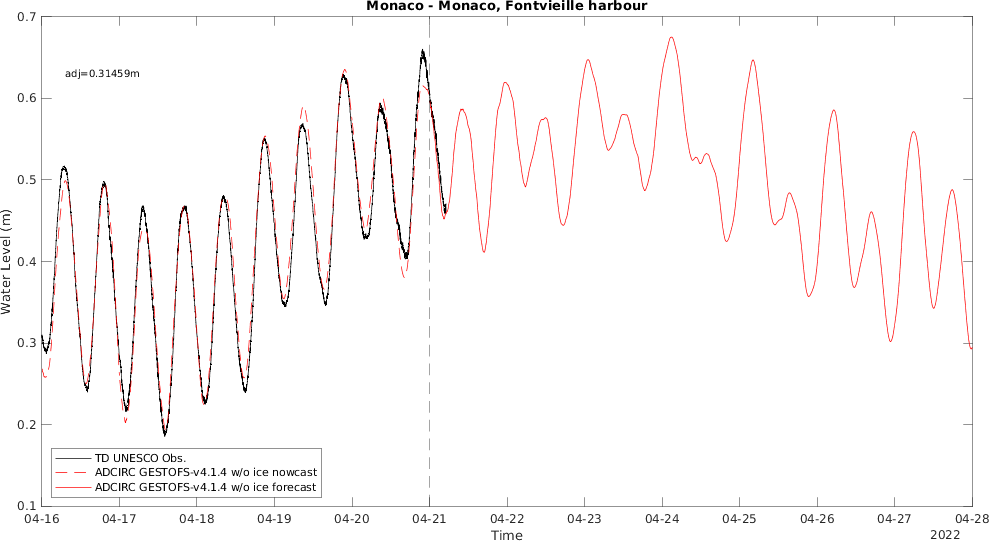 Monaco - Monaco, Fontvieille harbour
adj=0.31459m
Water Level (m)
0.7
0.6
0.5
0.4
0.3
0.2
0.1
TD UNESCO Obs.
ADCIRC GESTOFS-v4.1.4 w/o ice nowcast
ADCIRC GESTOFS-v4.1.4 w/o ice forecast
04-16 04-17 04-18 04-19 04-20 04-21 04-22 04-23 04-24 04-25 04-26 04-27 04-28
Time
2022